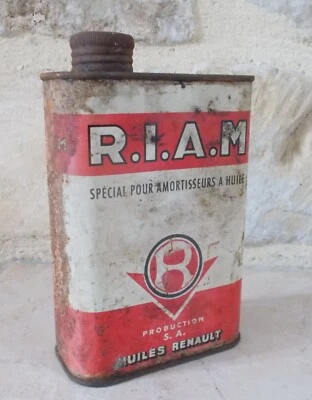 R.I.A.M
SPÉCIAL POUR AMORTISSEURS A HUILE
R
PRODUCTION
S.A.
HUILES RENAULT